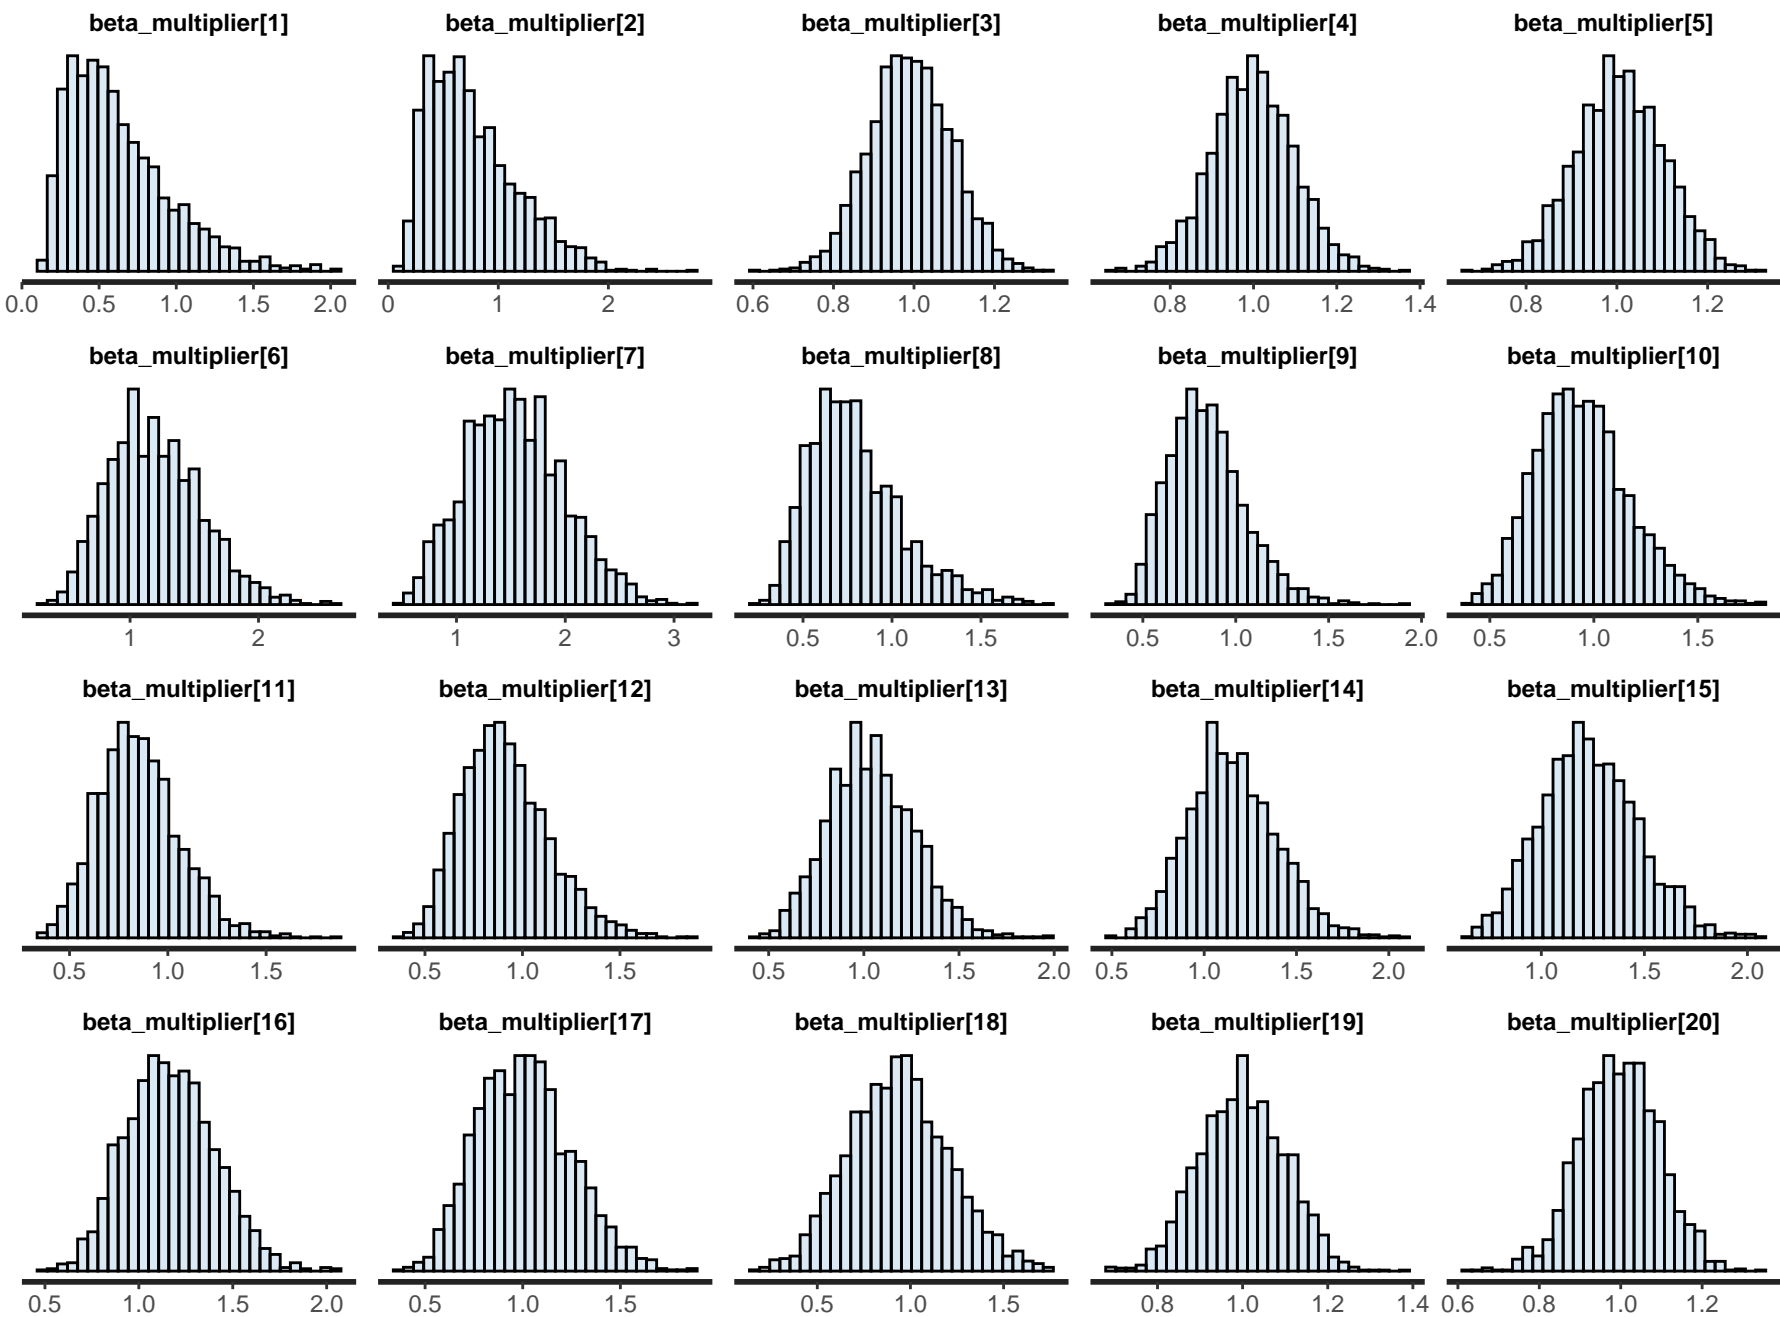 beta_multiplier[1] beta_multiplier[2] beta_multiplier[3] beta_multiplier[4] beta_multiplier[5]
0.0 0.5 1.0 1.5 2.0 0 1 2 0.6 0.8 1.0 1.2 0.8 1.0 1.2 1.4 0.8 1.0 1.2
beta_multiplier[6] beta_multiplier[7] beta_multiplier[8] beta_multiplier[9] beta_multiplier[10]
1 2 1 2 3 0.5 1.0 1.5 0.5 1.0 1.5 2.0 0.5 1.0 1.5
beta_multiplier[11] beta_multiplier[12] beta_multiplier[13] beta_multiplier[14] beta_multiplier[15]
0.5 1.0 1.5 0.5 1.0 1.5 0.5 1.0 1.5 2.0 0.5 1.0 1.5 2.0 1.0 1.5 2.0
beta_multiplier[16] beta_multiplier[17] beta_multiplier[18] beta_multiplier[19] beta_multiplier[20]
0.5 1.0 1.5 2.0 0.5 1.0 1.5 0.5 1.0 1.5 0.8 1.0 1.2 1.4 0.6 0.8 1.0 1.2